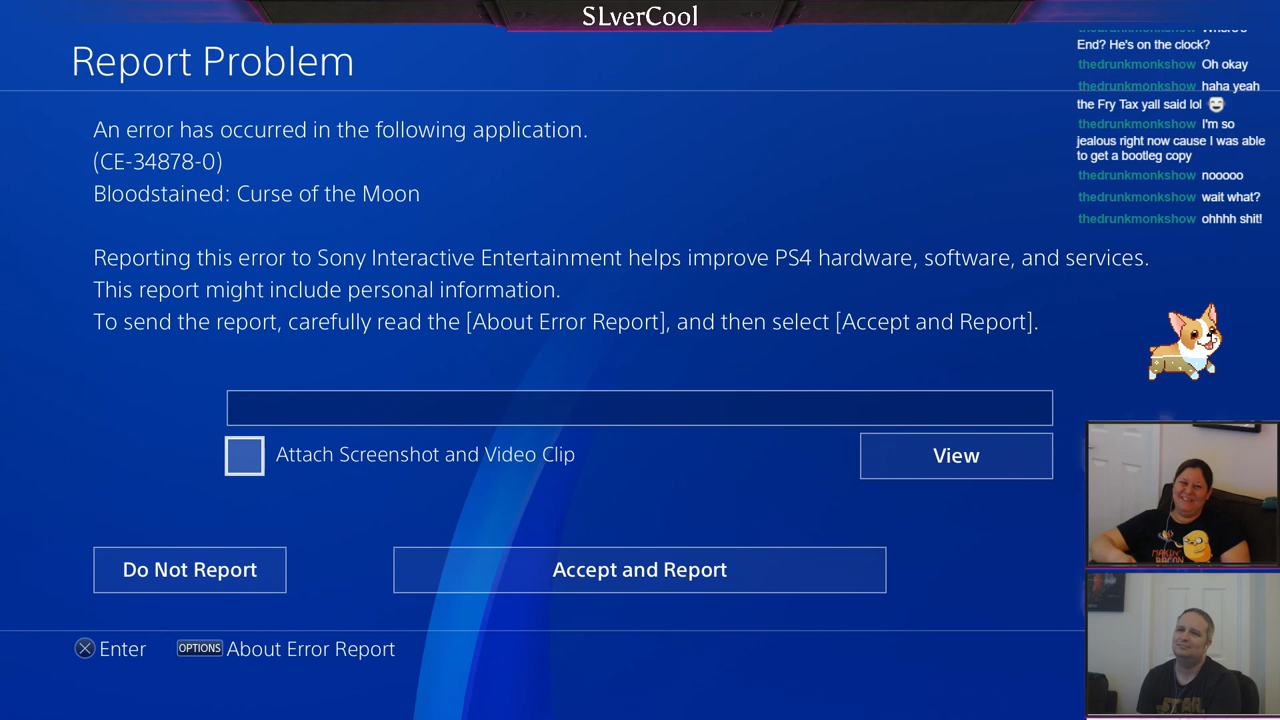 SLverCool
Report Problem
An error has occurred in the following application.
(CE-34878-0)
Bloodstained: Curse of the Moon
Reporting this error to Sony Interactive Entertainment helps improve PS4 hardware, software, and services.
This report might include personal information.
To send the report, carefully read the [About Error Report], and then select [Accept and Report].
Attach Screenshot and Video Clip
View
Do Not Report
Accept and Report
Enter
OPTIONS About Error Report
End? He's on the clock?
thedrunkmonkshow Oh okay
thedrunkmonkshow haha yeah
the Fry Tax yall said lol
thedrunkmonkshow I'm so
jealous right now cause I was able
to get a bootleg copy
thedrunkmonkshow nooooo
thedrunkmonkshow wait what?
thedrunkmonkshow ohhhh shit!
MAKIN'
BACON
STAR